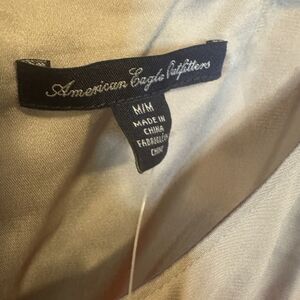 American Eagle Outfitters
M/M
MADE IN
CHINA
FABRIQUÉ EN
CHINE